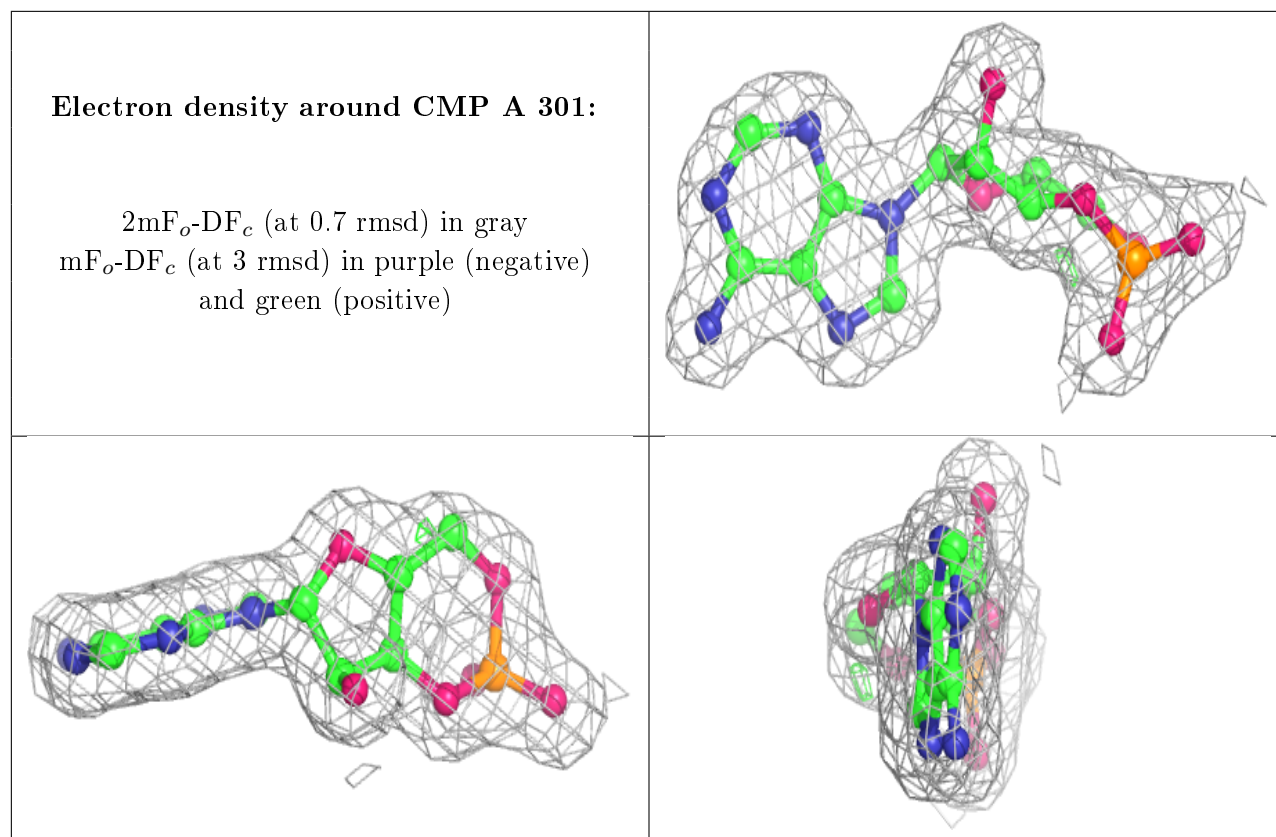 Electron density around CMP A 301:
2mFₒ-DF𝒸 (at 0.7 rmsd) in gray
mFₒ-DF𝒸 (at 3 rmsd) in purple (negative)
and green (positive)